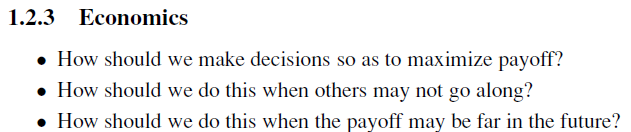 1.2.3 Economics
• How should we make decisions so as to maximize payoff?
• How should we do this when others may not go along?
• How should we do this when the payoff may be far in the future?